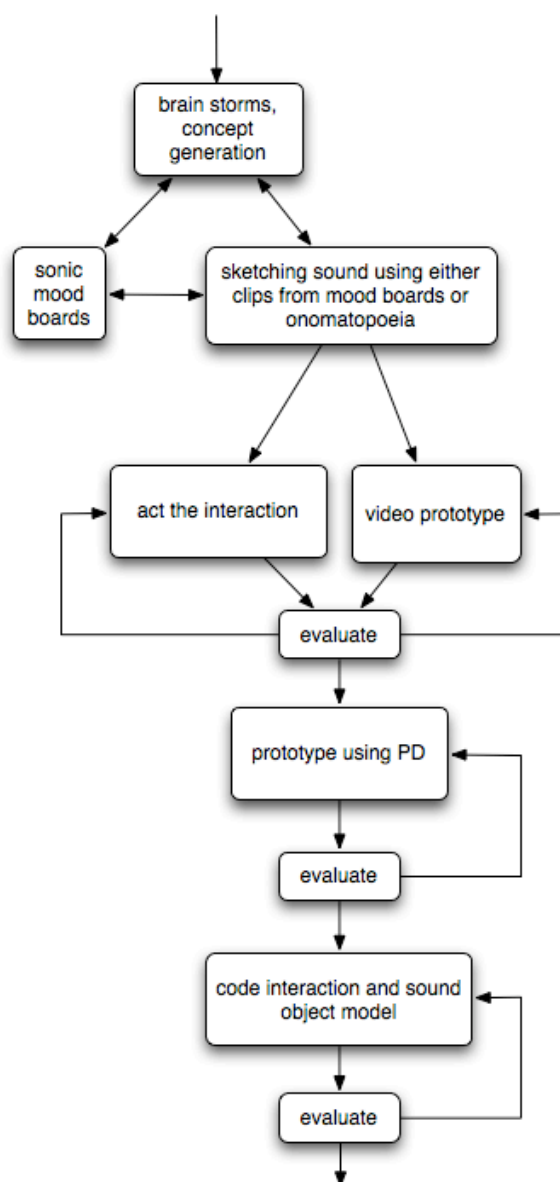 brain storms,
concept
generation
sonic
mood
boards
sketching sound using either
clips from mood boards or
onomatopoeia
act the interaction
video prototype
evaluate
prototype using PD
evaluate
code interaction and sound
object model
evaluate